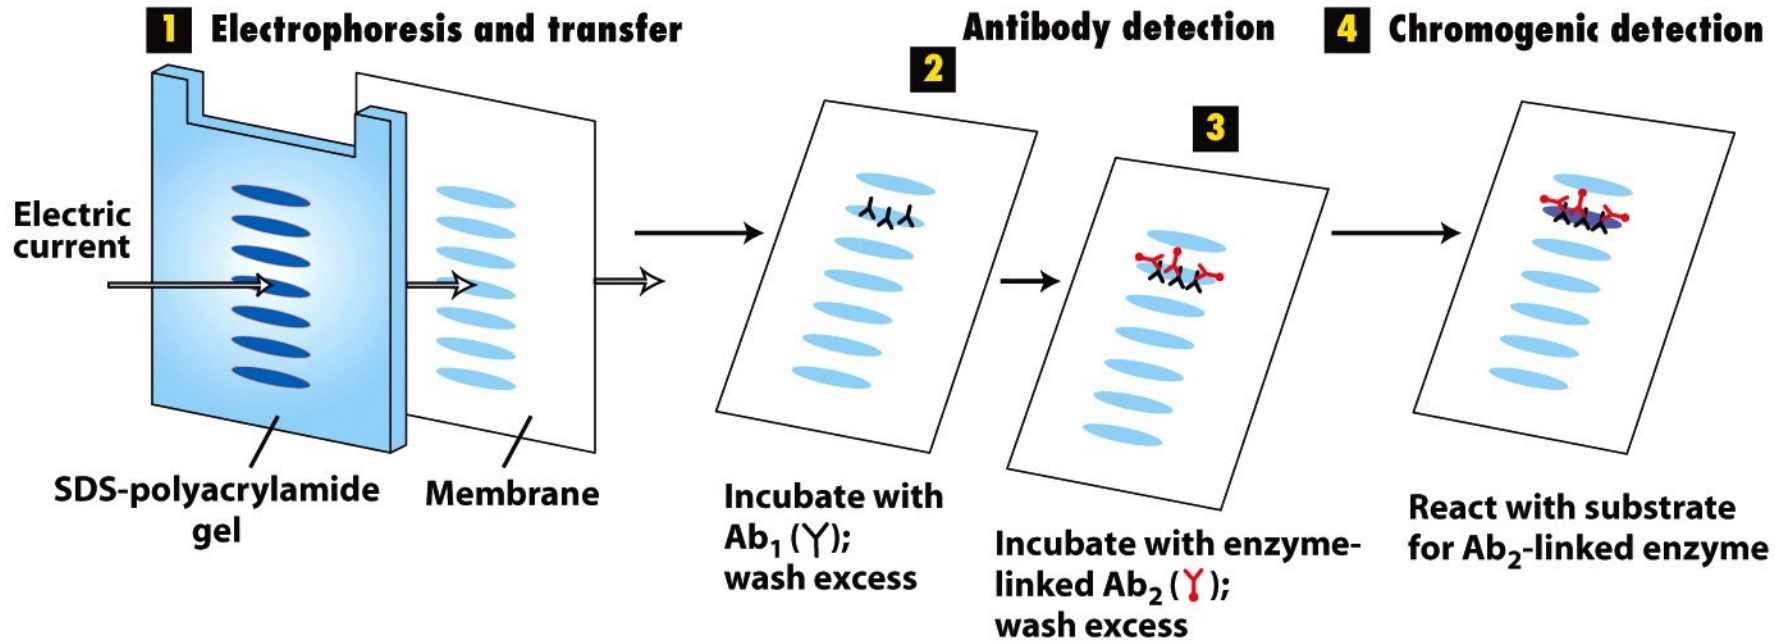 1 Electrophoresis and transfer
Antibody detection
4 Chromogenic detection
2
3
Electric
current
SDS-polyacrylamide
gel
Membrane
Incubate with
Ab₁ (Y);
wash excess
Incubate with enzyme-
linked Ab₂ (Y);
wash excess
React with substrate
for Ab₂-linked enzyme